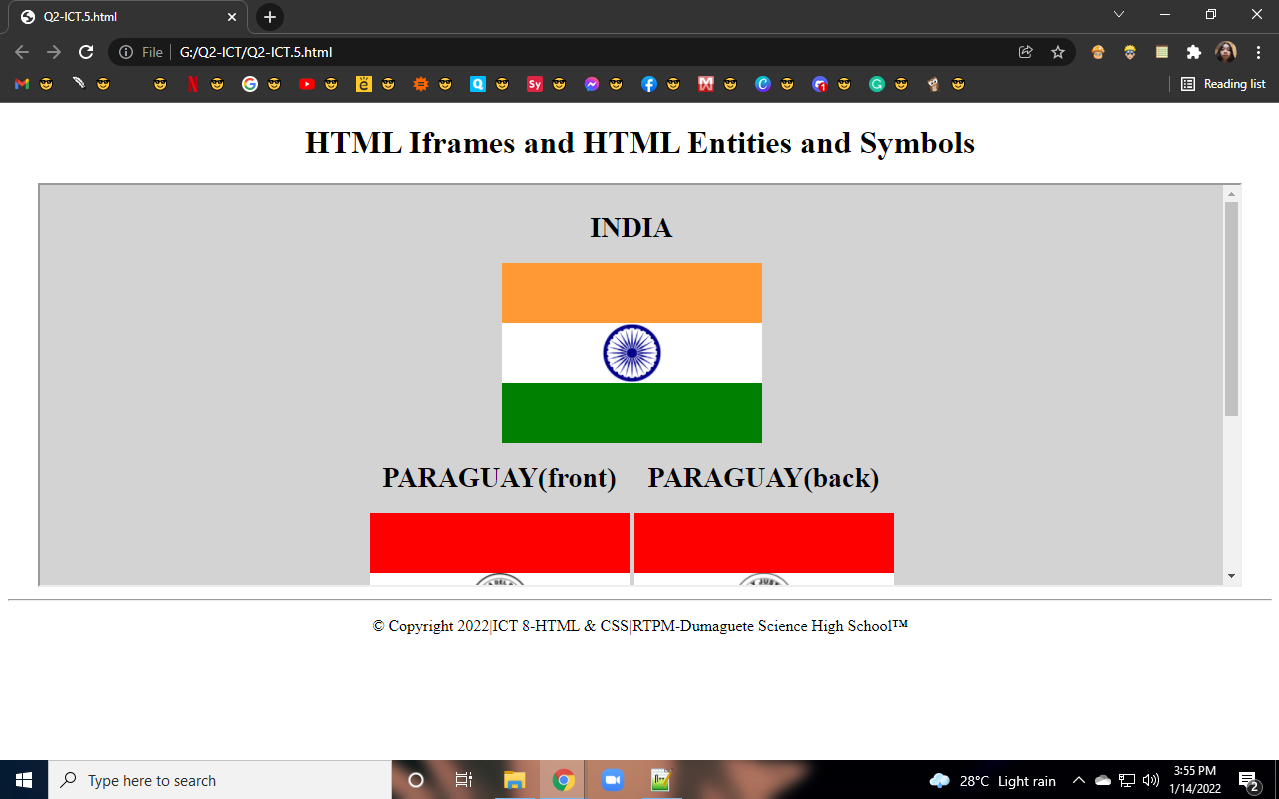 Q2-ICT.5.html
File
G:/Q2-ICT/Q2-ICT.5.html
Reading list
HTML Iframes and HTML Entities and Symbols
INDIA
PARAGUAY(front) PARAGUAY(back)
© Copyright 2022|ICT 8-HTML & CSS|RTPM-Dumaguete Science High School™
Type here to search
28°C Light rain
3:55 PM
1/14/2022
2